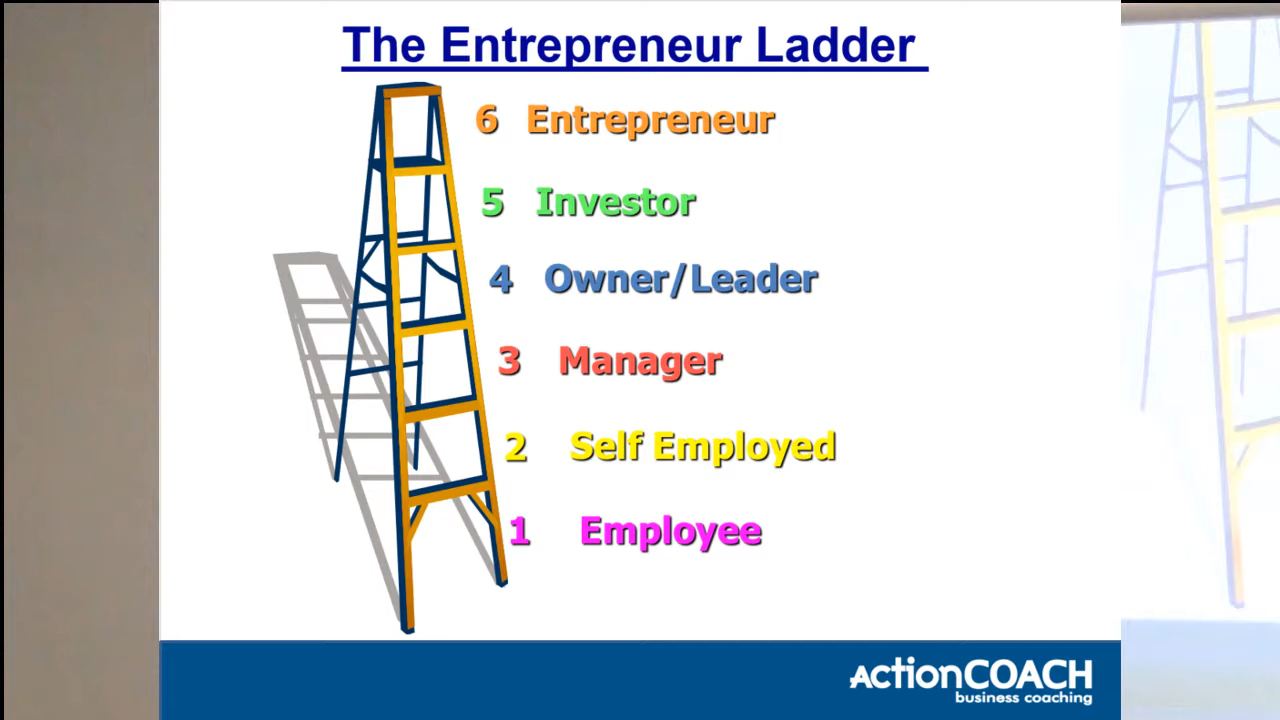 The Entrepreneur Ladder
6 Entrepreneur
5 Investor
4 Owner/Leader
3 Manager
2 Self Employed
1 Employee
ActionCOACH
business coaching